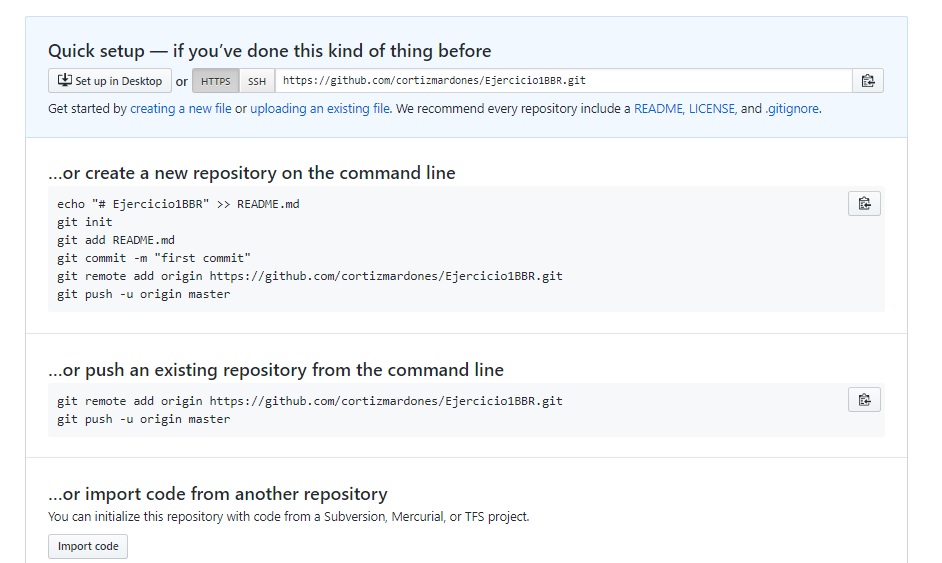 Quick setup — if you’ve done this kind of thing before
Set up in Desktop or HTTPS SSH https://github.com/cortizmardones/Ejercicio1BBR.git
Get started by creating a new file or uploading an existing file. We recommend every repository include a README, LICENSE, and .gitignore.
…or create a new repository on the command line
echo "# Ejercicio1BBR" >> README.md
git init
git add README.md
git commit -m "first commit"
git remote add origin https://github.com/cortizmardones/Ejercicio1BBR.git
git push -u origin master
…or push an existing repository from the command line
git remote add origin https://github.com/cortizmardones/Ejercicio1BBR.git
git push -u origin master
…or import code from another repository
You can initialize this repository with code from a Subversion, Mercurial, or TFS project.
Import code